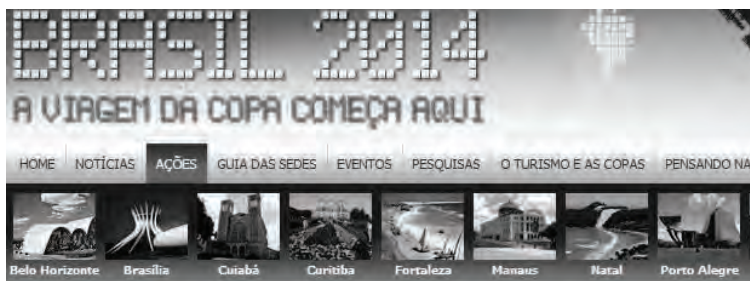 BRASIL 2014
A VIAGEM DA COPA COMEÇA AQUI
HOME NOTÍCIAS AÇÕES GUIA DAS SEDES EVENTOS PESQUISAS O TURISMO E AS COPAS PENSANDO NA
Belo Horizonte Brasília Cuiabá Curitiba Fortaleza Manaus Natal Porto Alegre